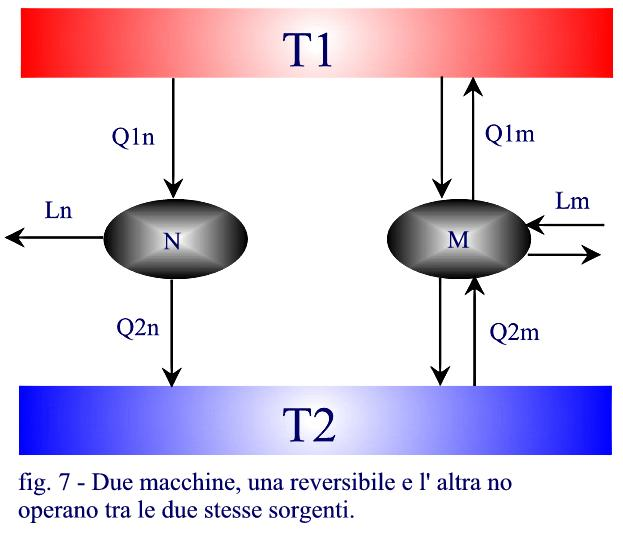 T1
Q1n
Q1m
Ln
Lm
N
M
Q2n
Q2m
T2
fig. 7 - Due macchine, una reversibile e l' altra no
operano tra le due stesse sorgenti.